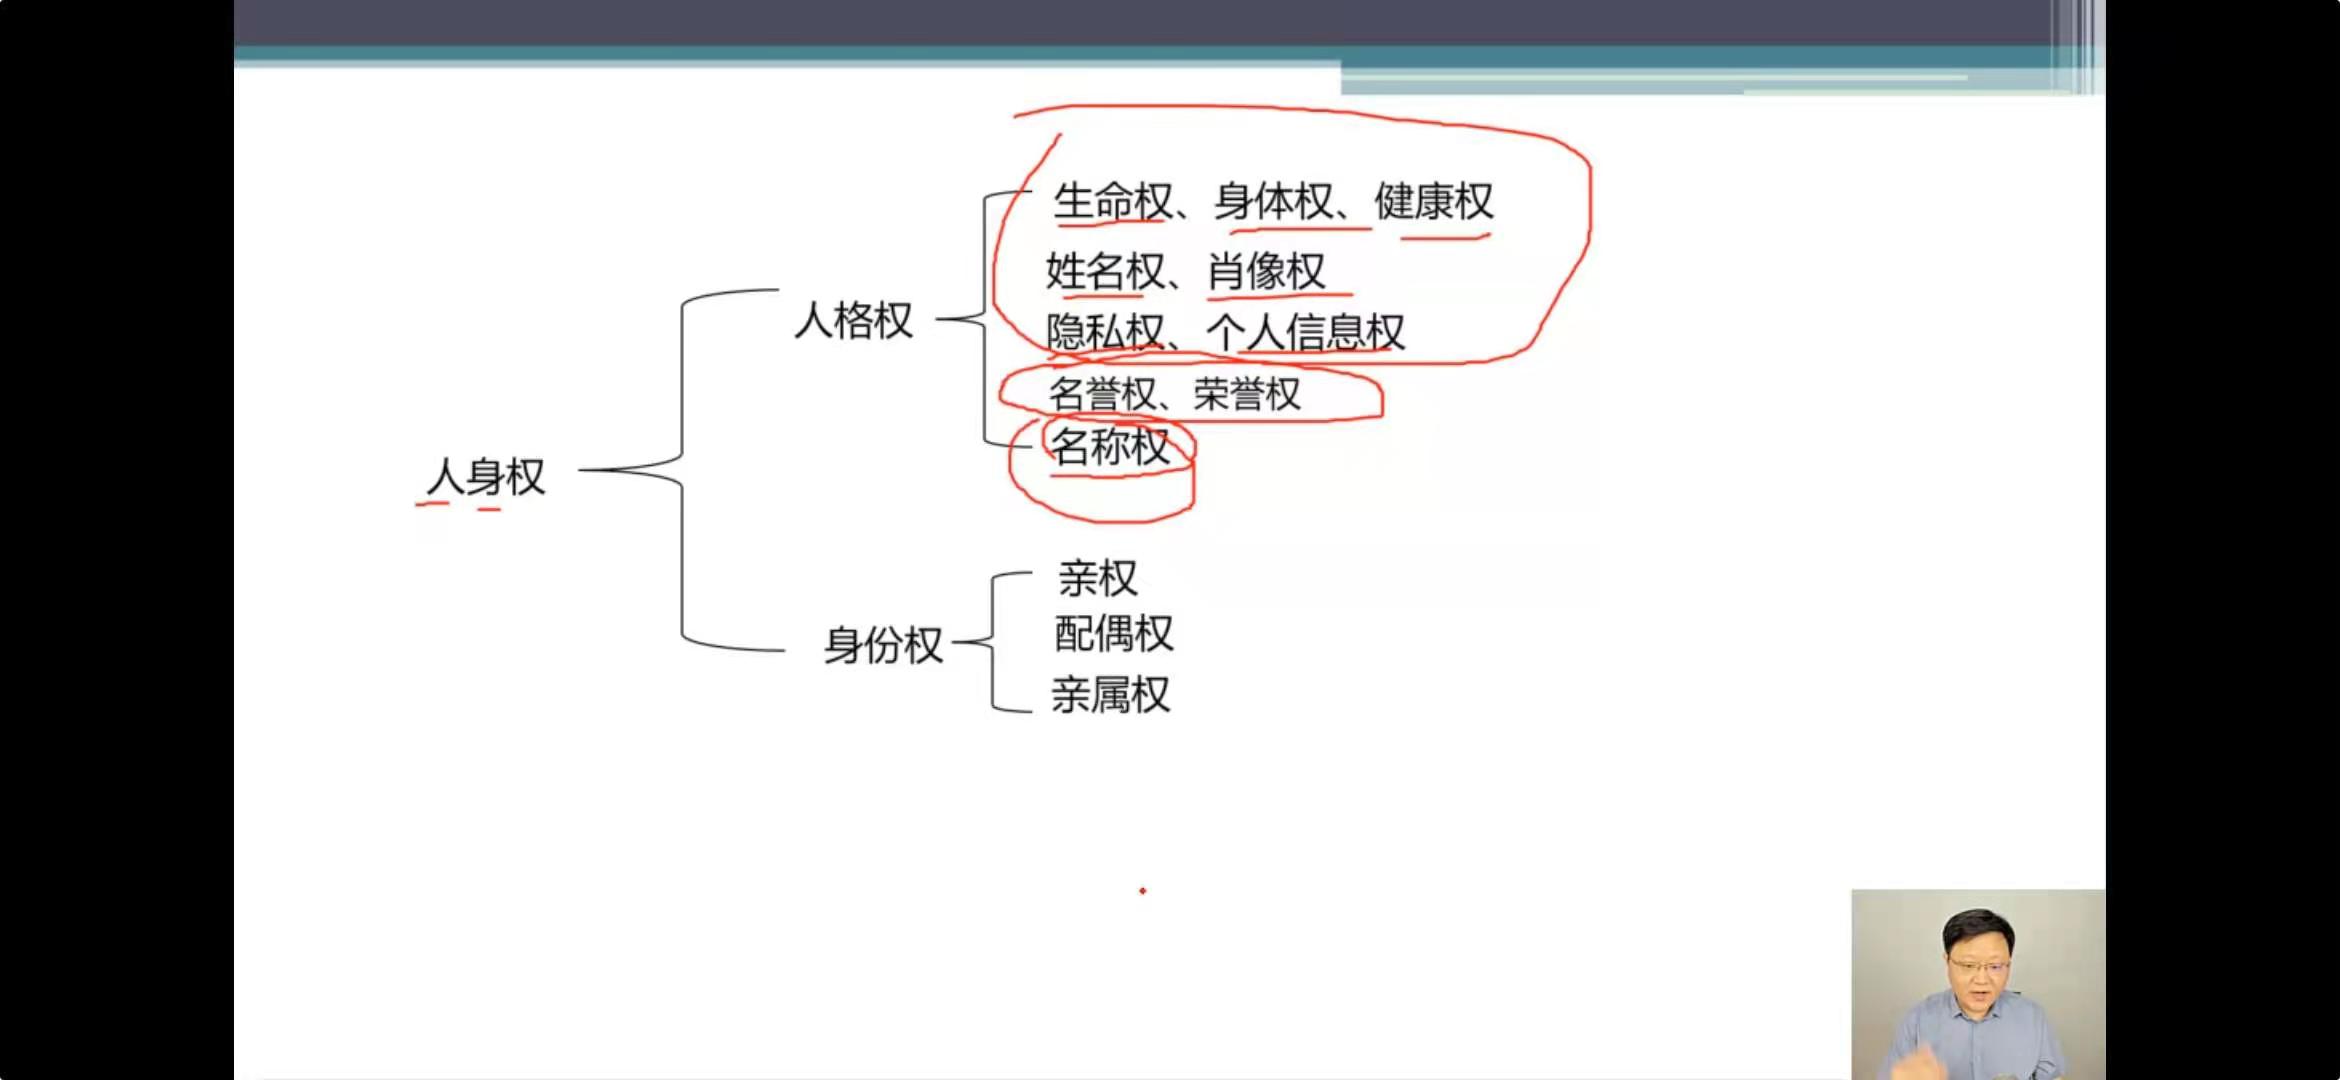 生命权、身体权、健康权
姓名权、肖像权
人格权
隐私权、个人信息权
名誉权、荣誉权
名称权
人身权
亲权
配偶权
身份权
亲属权